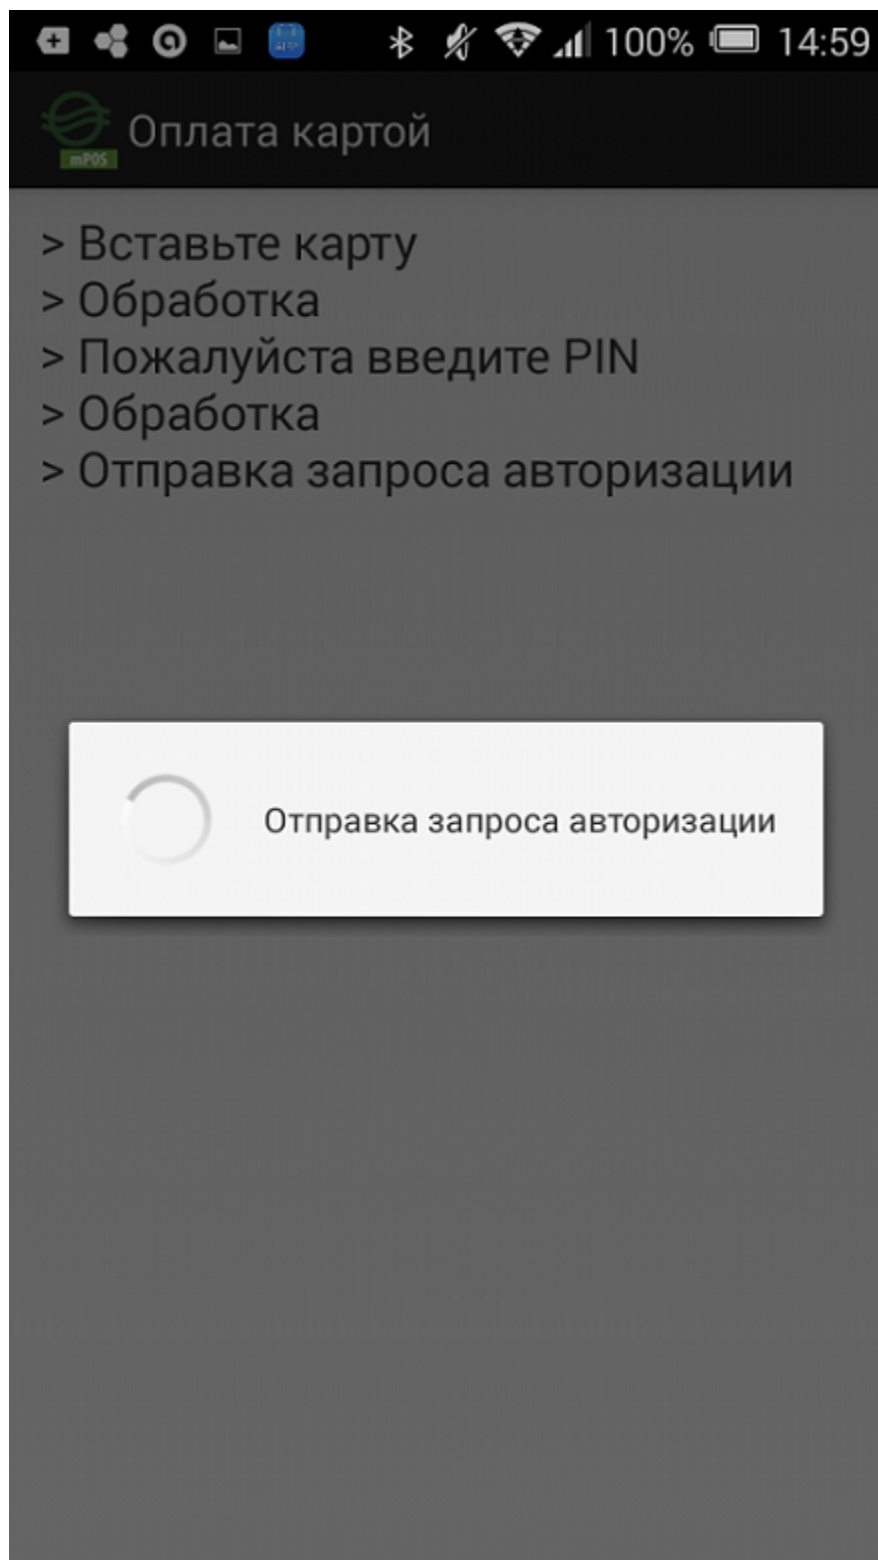 100% 14:59
mPOS
Оплата картой
> Вставьте карту
> Обработка
> Пожалуйста введите PIN
> Обработка
> Отправка запроса авторизации
Отправка запроса авторизации